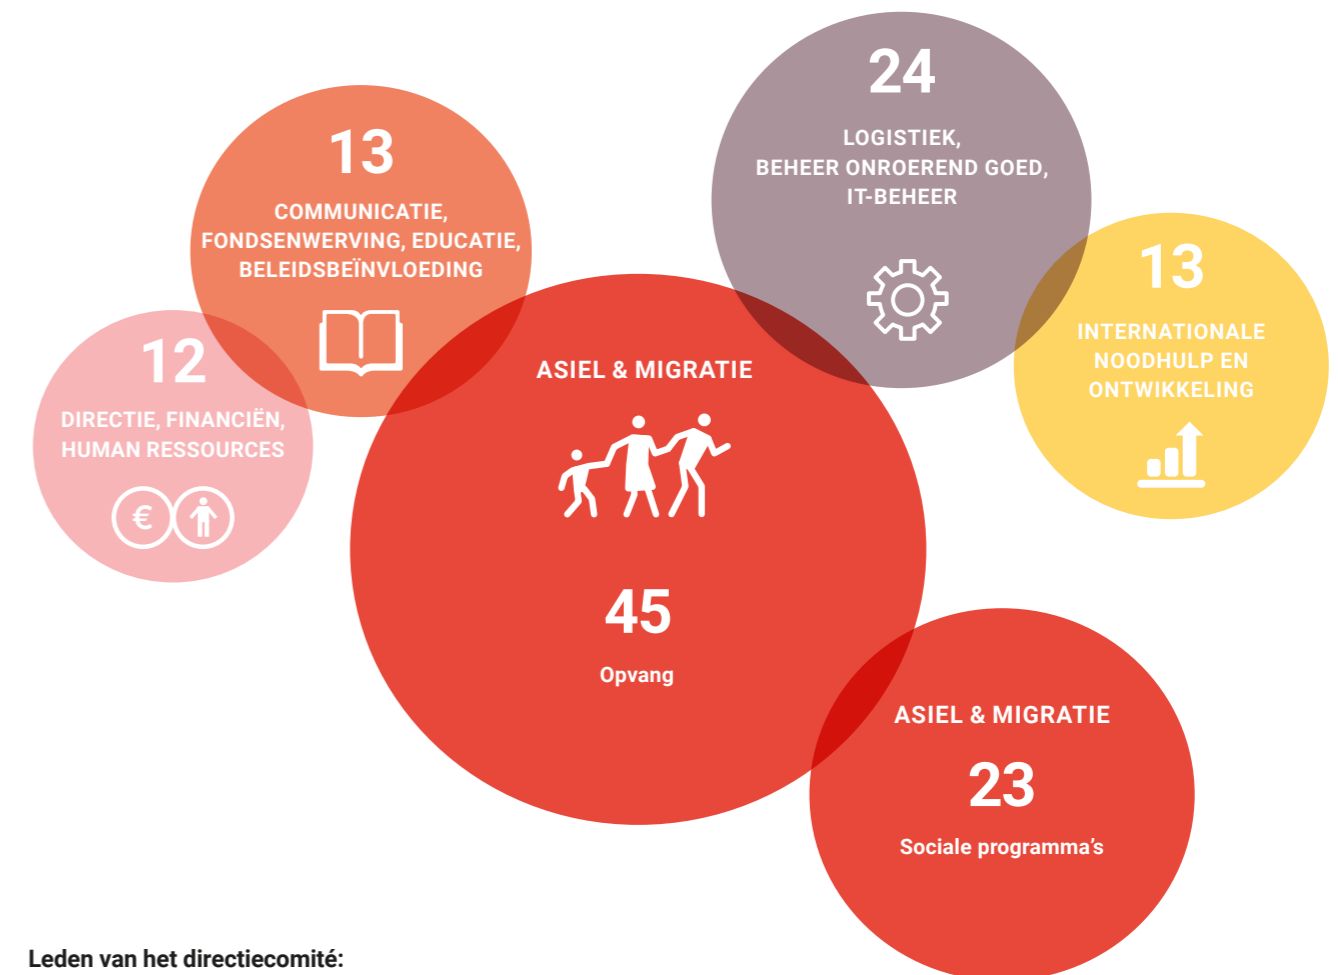 24
LOGISTIEK,
BEHEER ONROEREND GOED,
IT-BEHEER
13
COMMUNICATIE,
FONDSENWERVING, EDUCATIE,
BELEIDSBEÏNVLOEDING
13
INTERNATIONALE
NOODHULP EN
ONTWIKKELING
12
DIRECTIE, FINANCIËN,
HUMAN RESSOURCES
€
ASIEL & MIGRATIE
45
Opvang
ASIEL & MIGRATIE
23
Sociale programma's
Leden van het directiecomité: